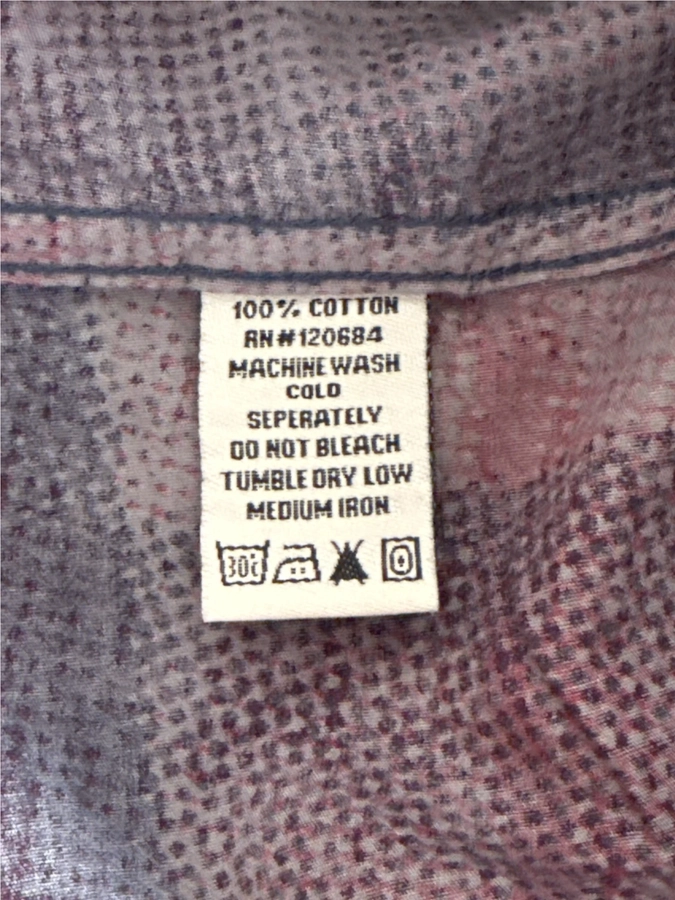 100% COTTON
RN#120684
MACHINE WASH
COLD
SEPERATELY
DO NOT BLEACH
TUMBLE DRY LOW
MEDIUM IRON
30c